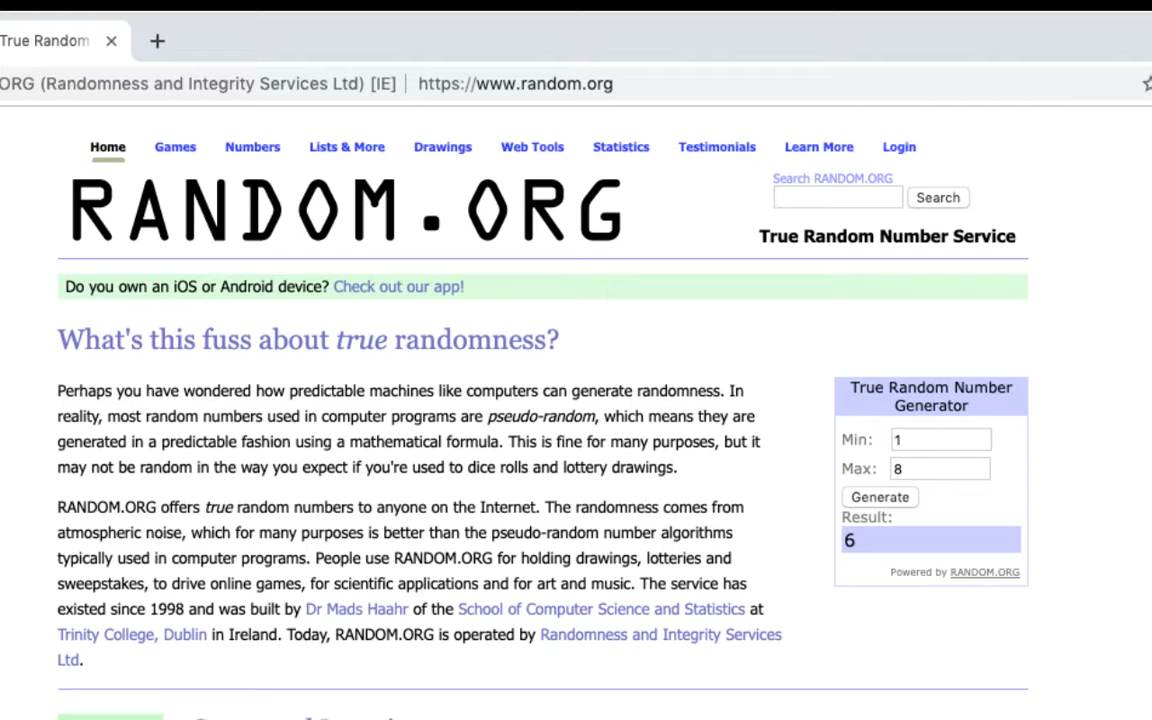 True Random
ORG (Randomness and Integrity Services Ltd) [IE] https://www.random.org
Home Games Numbers Lists & More Drawings Web Tools Statistics Testimonials Learn More Login
RANDOM.ORG
Search RANDOM.ORG
Search
True Random Number Service
Do you own an iOS or Android device? Check out our app!
What's this fuss about true randomness?
Perhaps you have wondered how predictable machines like computers can generate randomness. In
reality, most random numbers used in computer programs are pseudo-random, which means they are
generated in a predictable fashion using a mathematical formula. This is fine for many purposes, but it
may not be random in the way you expect if you're used to dice rolls and lottery drawings.
RANDOM.ORG offers true random numbers to anyone on the Internet. The randomness comes from
atmospheric noise, which for many purposes is better than the pseudo-random number algorithms
typically used in computer programs. People use RANDOM.ORG for holding drawings, lotteries and
sweepstakes, to drive online games, for scientific applications and for art and music. The service has
existed since 1998 and was built by Dr Mads Haahr of the School of Computer Science and Statistics at
Trinity College, Dublin in Ireland. Today, RANDOM.ORG is operated by Randomness and Integrity Services
Ltd.
True Random Number
Generator
Min: 1
Max: 8
Generate
Result:
6
Powered by RANDOM.ORG